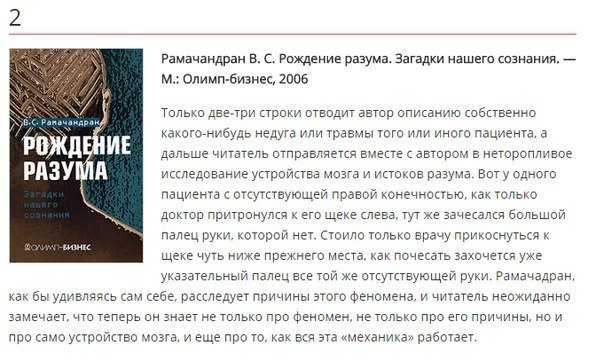 2
Рамачандран В. С. Рождение разума. Загадки нашего сознания. —
М.: Олимп-бизнес, 2006
В.С. Рамачандран
РОЖДЕНИЕ
РАЗУМА
Загадки
нашего
сознания
ОЛИМП-БИЗНЕС
Только две-три строки отводит автор описанию собственно
какого-нибудь недуга или травмы того или иного пациента, а
дальше читатель отправляется вместе с автором в неторопливое
исследование устройства мозга и истоков разума. Вот у одного
пациента с отсутствующей правой конечностью, как только
доктор притронулся к его щеке слева, тут же зачесался большой
палец руки, которой нет. Стоило только врачу прикоснуться к
щеке чуть ниже прежнего места, как почесать захочется уже
указательный палец все той же отсутствующей руки. Рамачадран,
как бы удивляясь сам себе, расследует причины этого феномена, и читатель неожиданно
замечает, что теперь он знает не только про феномен, не только про его причины, но и
про само устройство мозга, и еще про то, как вся эта «механика» работает.